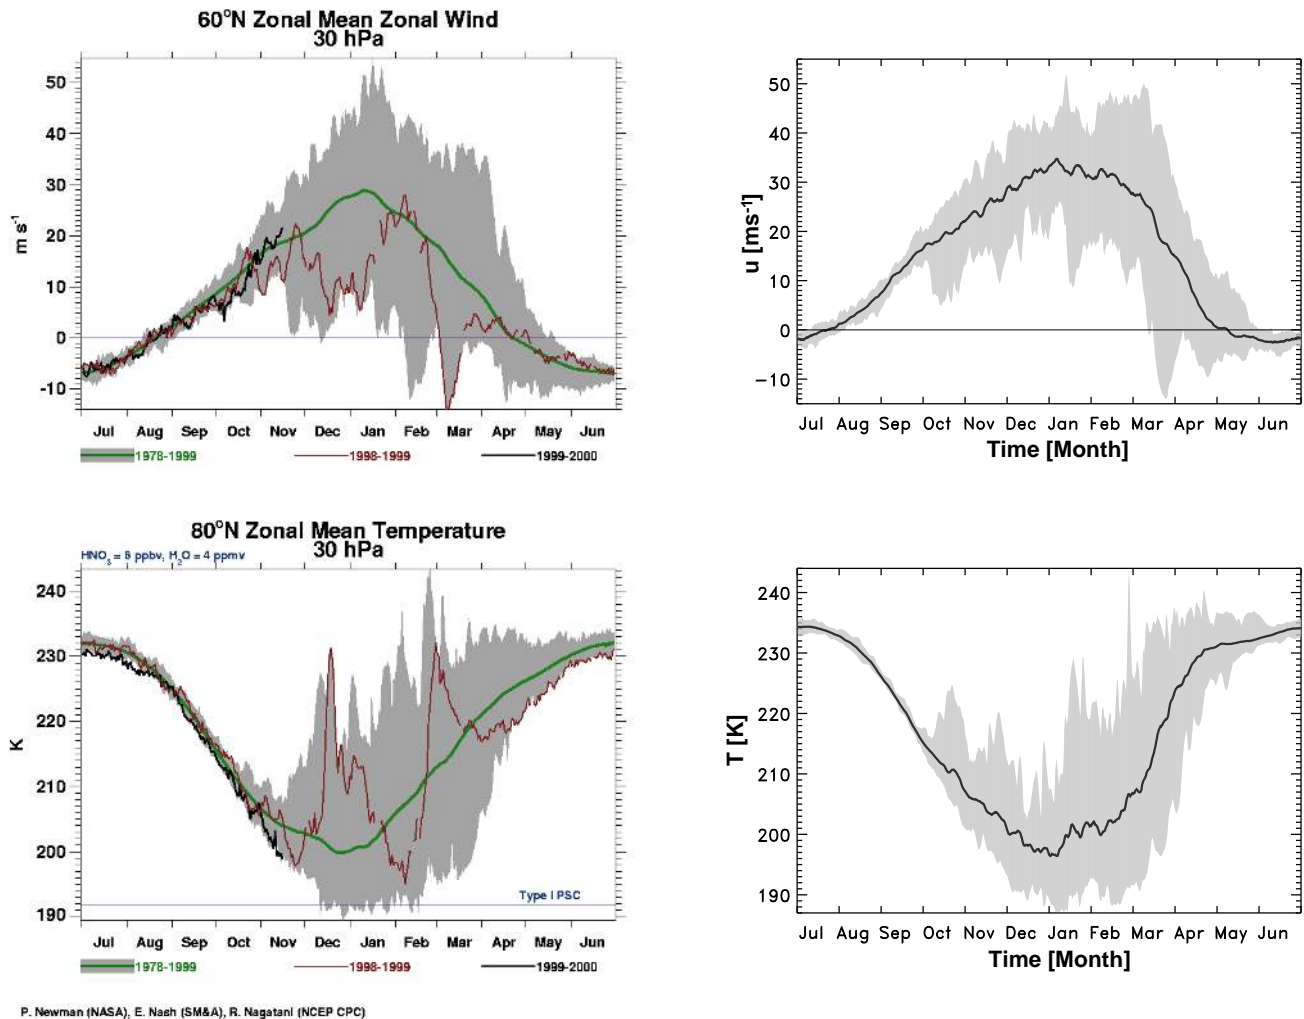 60°N Zonal Mean Zonal Wind
30 hPa
50
40
30
20
10
0
-10
m s⁻¹
Jul Aug Sep Oct Nov Dec Jan Feb Mar Apr May Jun
1978-1999 1998-1999 1999-2000
50
40
30
20
10
0
−10
u [ms⁻¹]
Jul Aug Sep Oct Nov Dec Jan Feb Mar Apr May Jun
Time [Month]
80°N Zonal Mean Temperature
30 hPa
HNO₃ = 6 ppbv, H₂O = 4 ppmv
240
230
220
210
200
190
K
Type I PSC
Jul Aug Sep Oct Nov Dec Jan Feb Mar Apr May Jun
1978-1999 1998-1999 1999-2000
240
230
220
210
200
190
T [K]
Jul Aug Sep Oct Nov Dec Jan Feb Mar Apr May Jun
Time [Month]
P. Newman (NASA), E. Nash (SM&A), R. Nagatani (NCEP CPC)